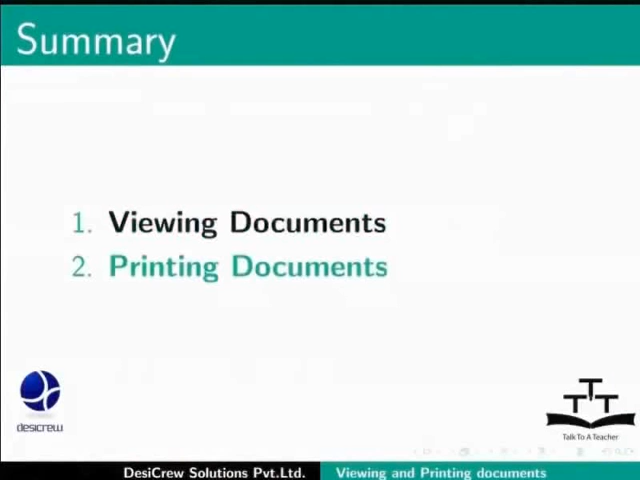 Summary
1. Viewing Documents
2. Printing Documents
desicrew
TTT
Talk To A Teacher
DesiCrew Solutions Pvt.Ltd. Viewing and Printing documents